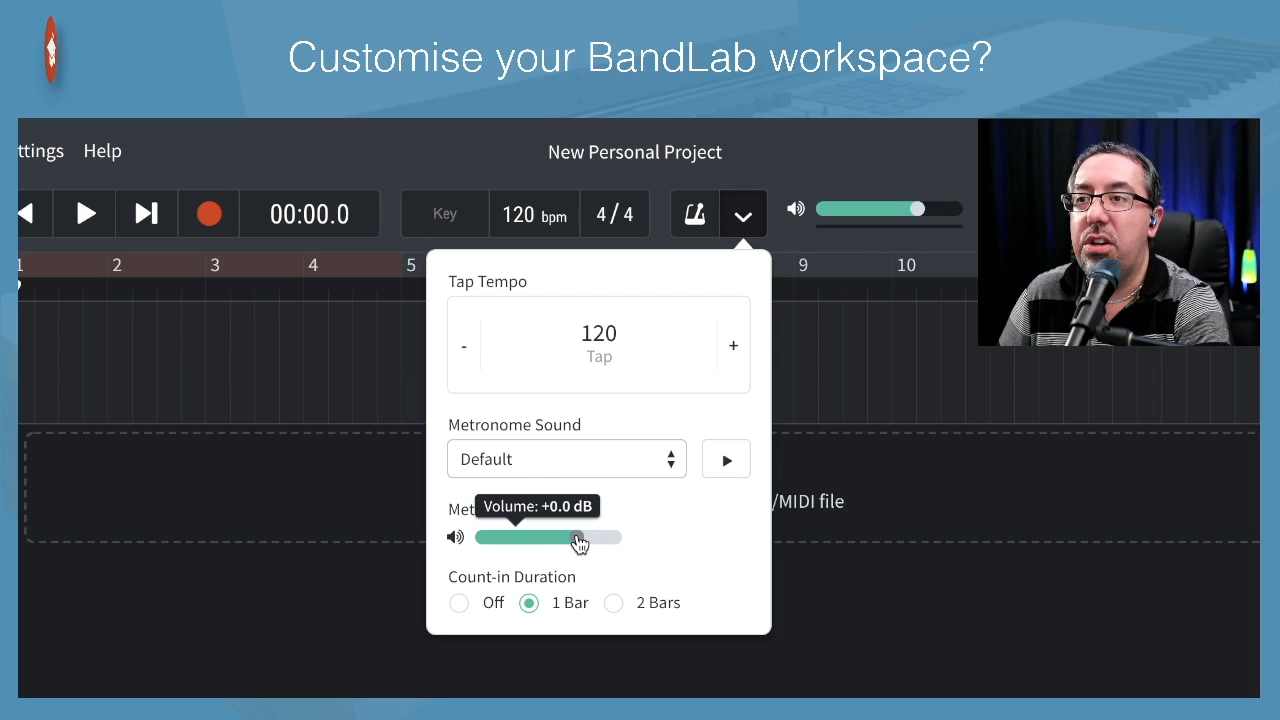 Customise your BandLab workspace?
ttings Help
New Personal Project
00:00.0
Key
120 bpm
4/4
1 2 3 4 5 9 10
Tap Tempo
-
120
+
Tap
Metronome Sound
Default
/MIDI file
Met
Volume: +0.0 dB
Count-in Duration
Off 1 Bar 2 Bars